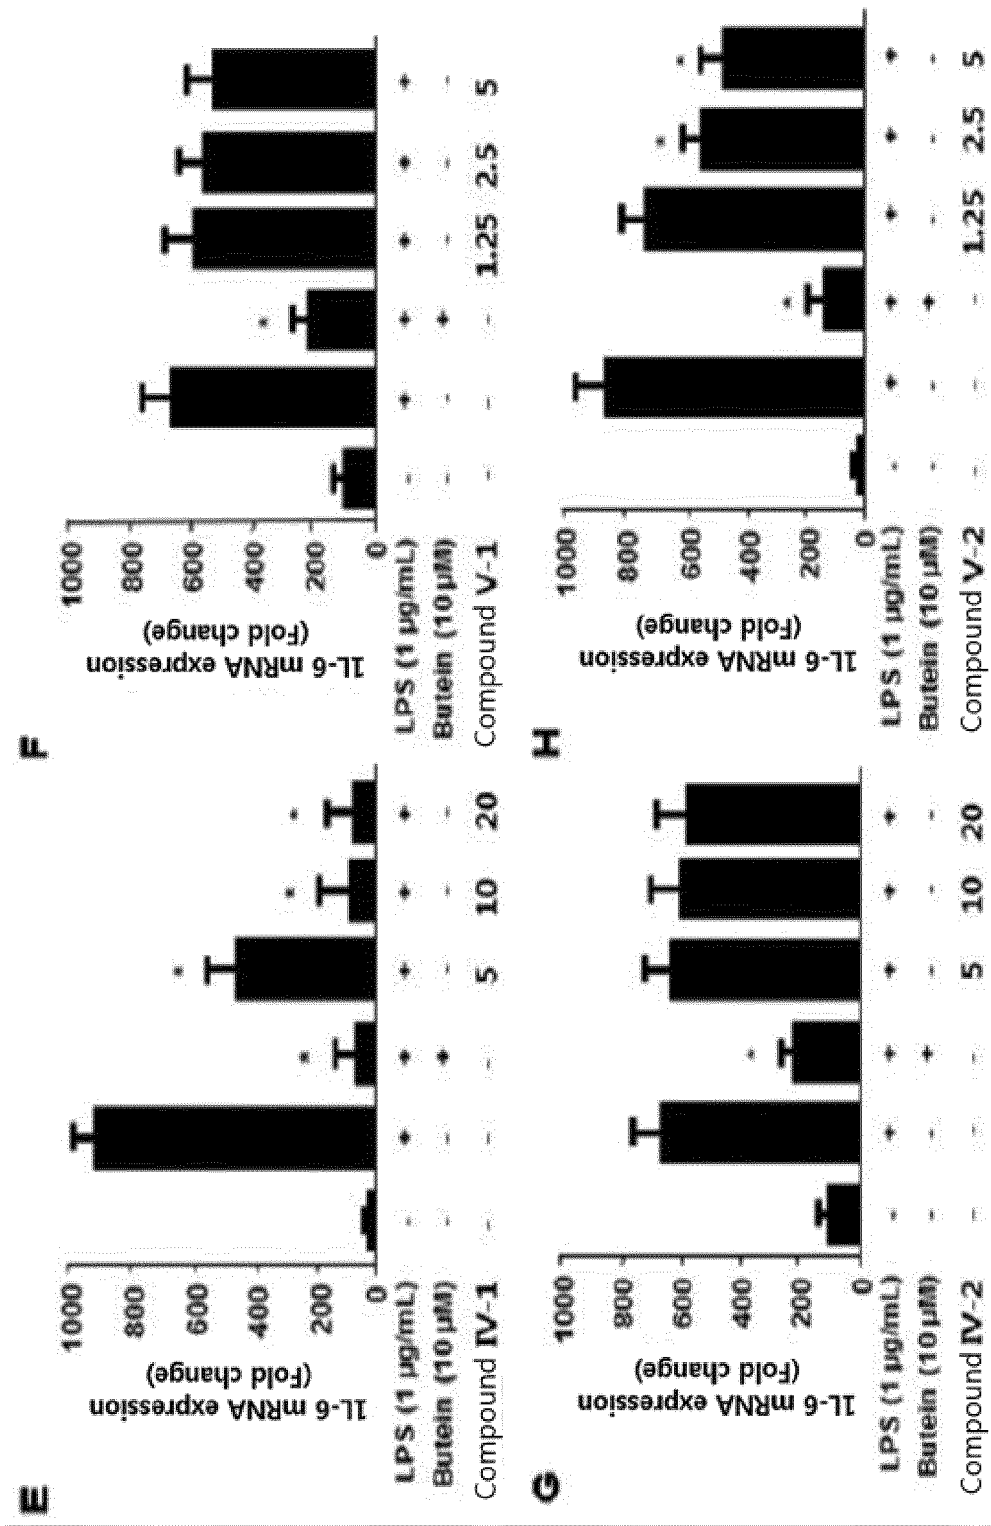 E
1L-6 mRNA expression
(Fold change)
1000
800
600
400
200
0
LPS (1 µg/mL) - + + + + +
Butein (10 µM) - - + - - -
Compound IV-1 - - - 5 10 20
F
1L-6 mRNA expression
(Fold change)
1000
800
600
400
200
0
LPS (1 µg/mL) - + + + + +
Butein (10 µM) - - + - - -
Compound V-1 - - - 1.25 2.5 5
G
1L-6 mRNA expression
(Fold change)
1000
800
600
400
200
0
LPS (1 µg/mL) - + + + + +
Butein (10 µM) - - + - - -
Compound IV-2 - - - 5 10 20
H
1L-6 mRNA expression
(Fold change)
1000
800
600
400
200
0
LPS (1 µg/mL) - + + + + +
Butein (10 µM) - - + - - -
Compound V-2 - - - 1.25 2.5 5